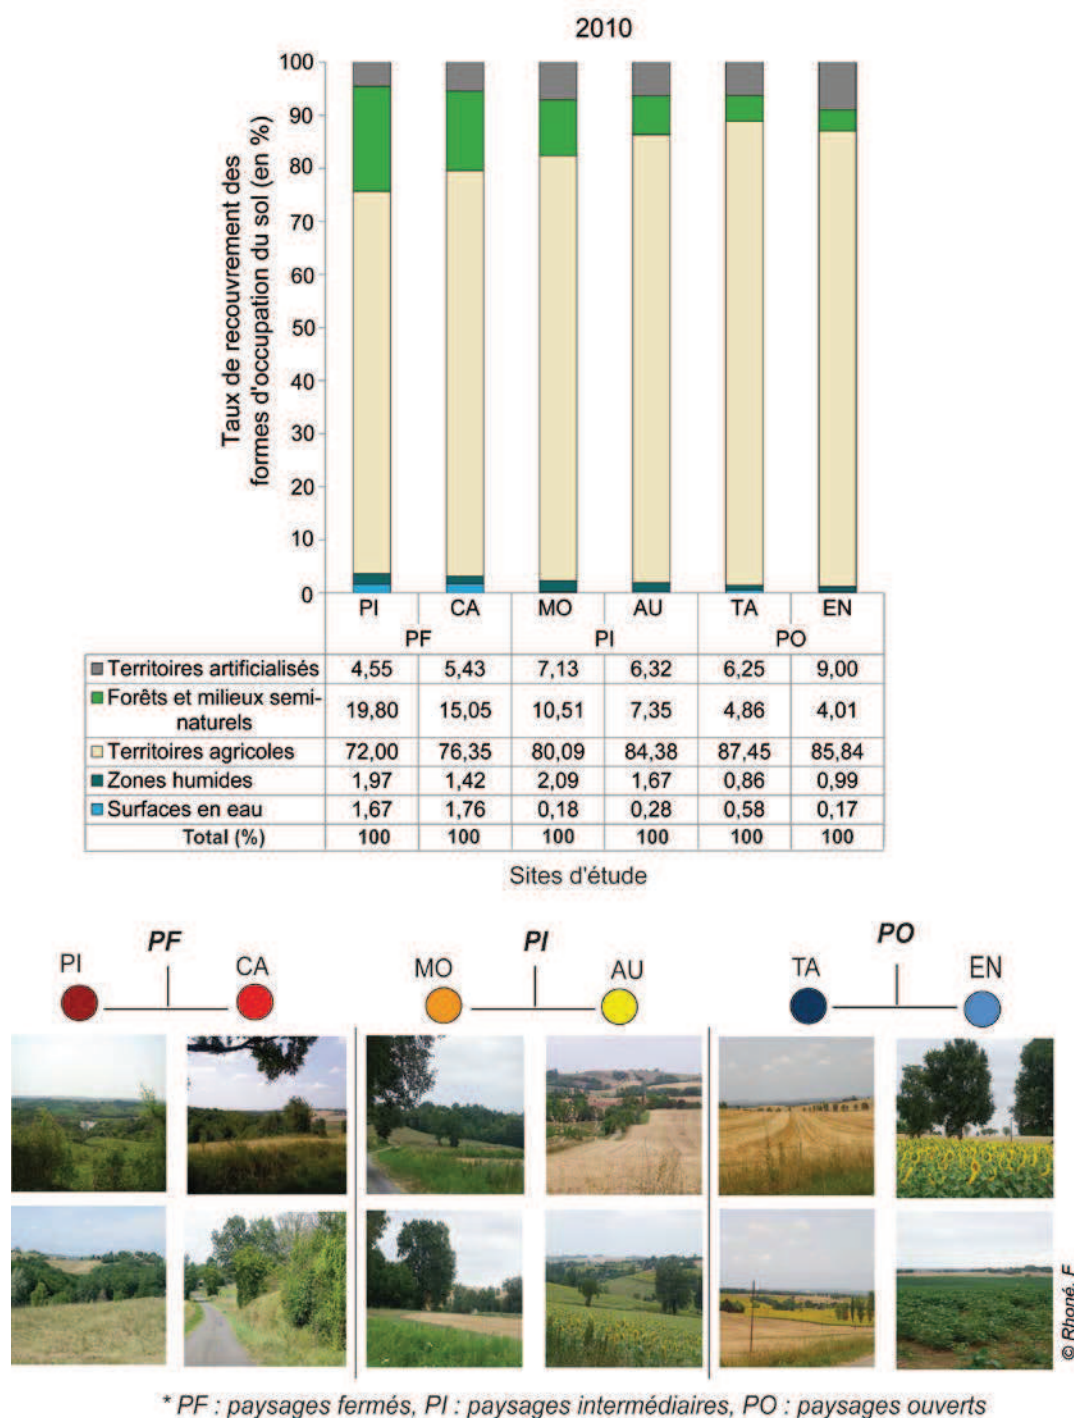 2010
Taux de recouvrement des
formes d'occupation du sol (en %)
100
90
80
70
60
50
40
30
20
10
0
PI CA MO AU TA EN
PF PI PO
Territoires artificialisés 4,55 5,43 7,13 6,32 6,25 9,00
Forêts et milieux semi-
naturels 19,80 15,05 10,51 7,35 4,86 4,01
Territoires agricoles 72,00 76,35 80,09 84,38 87,45 85,84
Zones humides 1,97 1,42 2,09 1,67 0,86 0,99
Surfaces en eau 1,67 1,76 0,18 0,28 0,58 0,17
Total (%) 100 100 100 100 100 100
Sites d'étude
PF PI PO
PI CA MO AU TA EN
© Rhoné, F
* PF : paysages fermés, PI : paysages intermédiaires, PO : paysages ouverts